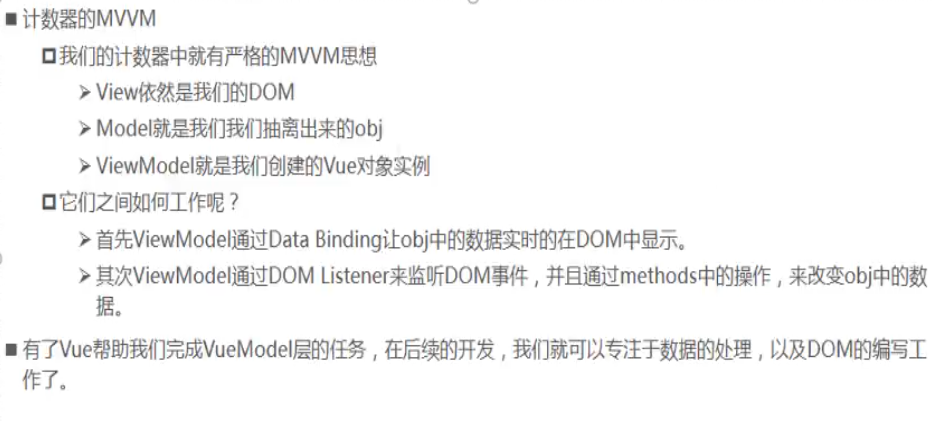 ■ 计数器的MVVM
我们的计数器中就有严格的MVVM思想
➢ View依然是我们的DOM
➢ Model就是我们我们抽离出来的obj
➢ ViewModel就是我们创建的Vue对象实例
它们之间如何工作呢？
➢ 首先ViewModel通过Data Binding让obj中的数据实时的在DOM中显示。
➢ 其次ViewModel通过DOM Listener来监听DOM事件，并且通过methods中的操作，来改变obj中的数
据。
■ 有了Vue帮助我们完成VueModel层的任务，在后续的开发，我们就可以专注于数据的处理，以及DOM的编写工
作了。